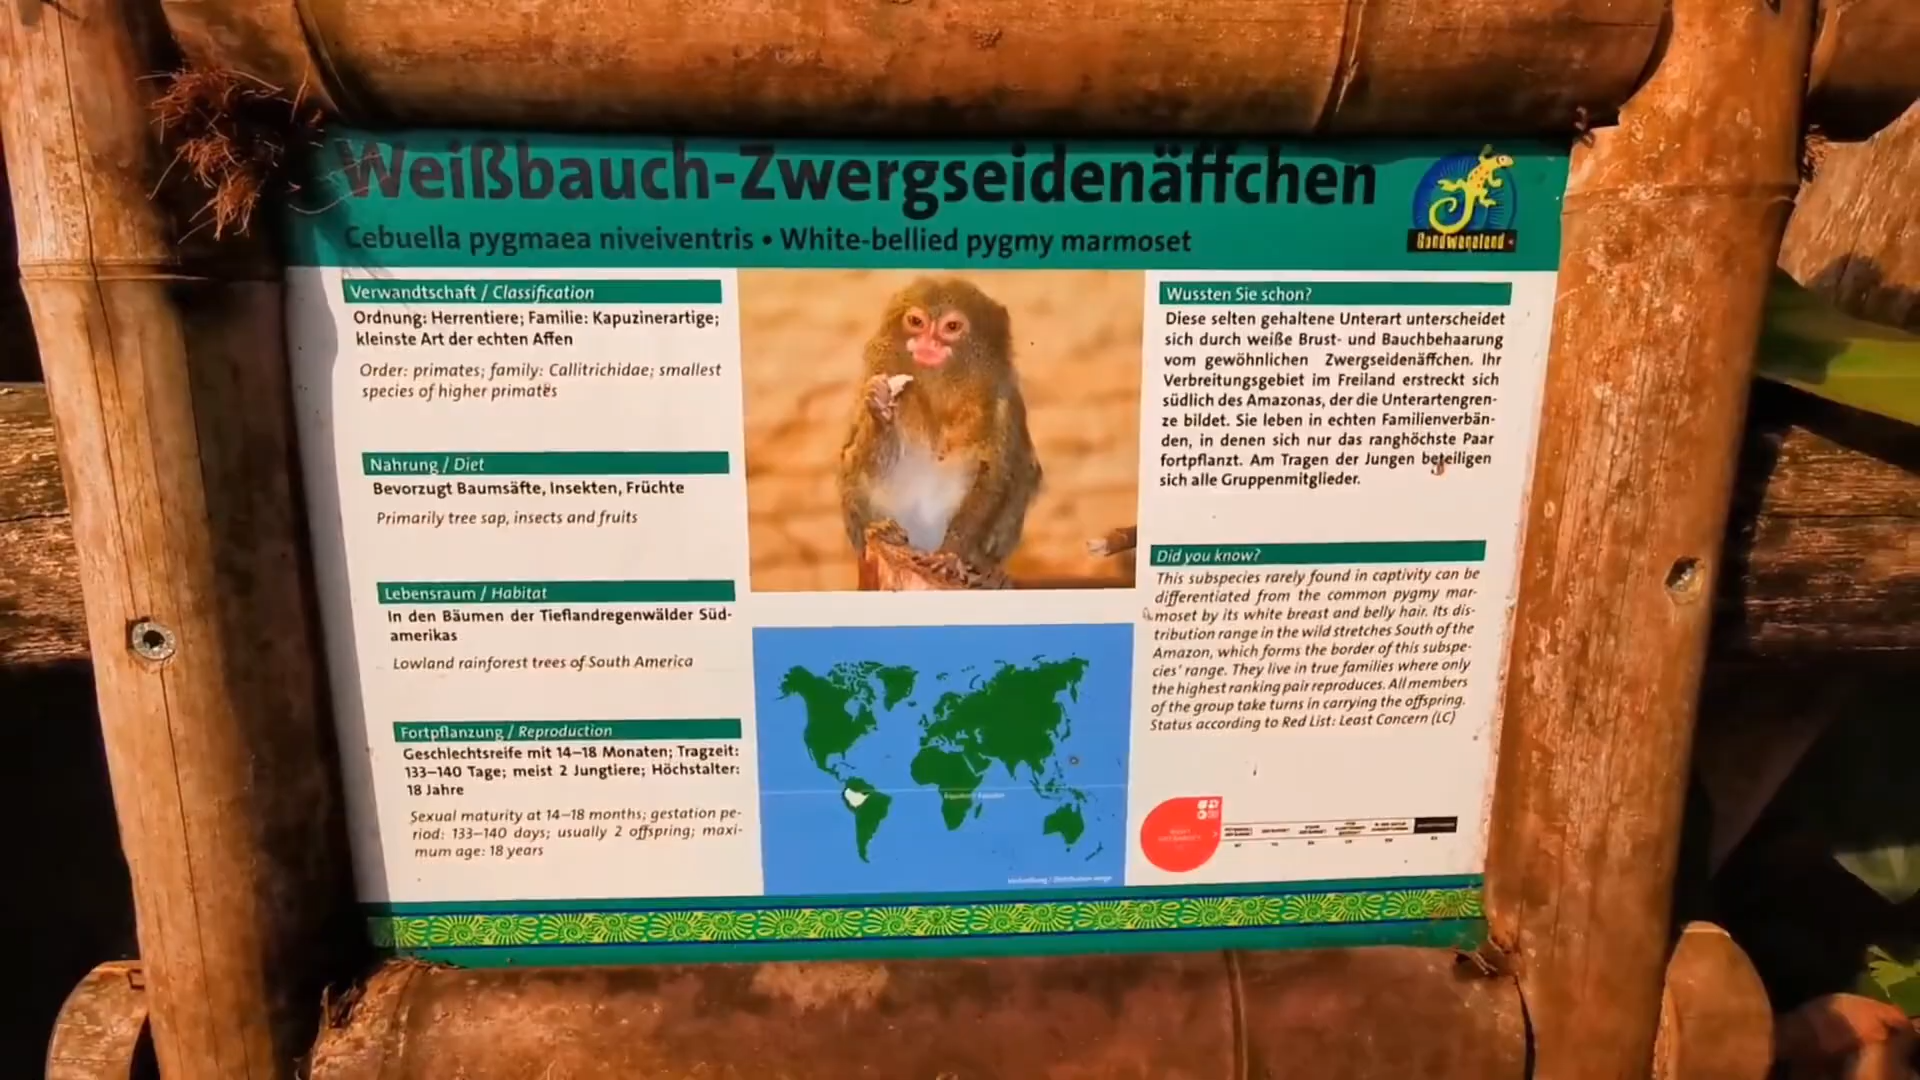 Weißbauch-Zwergseidenäffchen
Cebuella pygmaea niveiventris • White-bellied pygmy marmoset
Gondwanaland
Verwandtschaft / Classification
Ordnung: Herrentiere; Familie: Kapuzinerartige;
kleinste Art der echten Affen
Order: primates; family: Callitrichidae; smallest
species of higher primates
Nahrung / Diet
Bevorzugt Baumsäfte, Insekten, Früchte
Primarily tree sap, insects and fruits
Lebensraum / Habitat
In den Bäumen der Tieflandregenwälder Süd-
amerikas
Lowland rainforest trees of South America
Fortpflanzung / Reproduction
Geschlechtsreife mit 14–18 Monaten; Tragzeit:
133–140 Tage; meist 2 Jungtiere; Höchstalter:
18 Jahre
Sexual maturity at 14–18 months; gestation pe-
riod: 133–140 days; usually 2 offspring; maxi-
mum age: 18 years
Verbreitung / Distribution range
Wussten Sie schon?
Diese selten gehaltene Unterart unterscheidet
sich durch weiße Brust- und Bauchbehaarung
vom gewöhnlichen Zwergseidenäffchen. Ihr
Verbreitungsgebiet im Freiland erstreckt sich
südlich des Amazonas, der die Unterartengren-
ze bildet. Sie leben in echten Familienverbän-
den, in denen sich nur das ranghöchste Paar
fortpflanzt. Am Tragen der Jungen beteiligen
sich alle Gruppenmitglieder.
Did you know?
This subspecies rarely found in captivity can be
differentiated from the common pygmy mar-
moset by its white breast and belly hair. Its dis-
tribution range in the wild stretches South of the
Amazon, which forms the border of this subspe-
cies' range. They live in true families where only
the highest ranking pair reproduces. All members
of the group take turns in carrying the offspring.
Status according to Red List: Least Concern (LC)